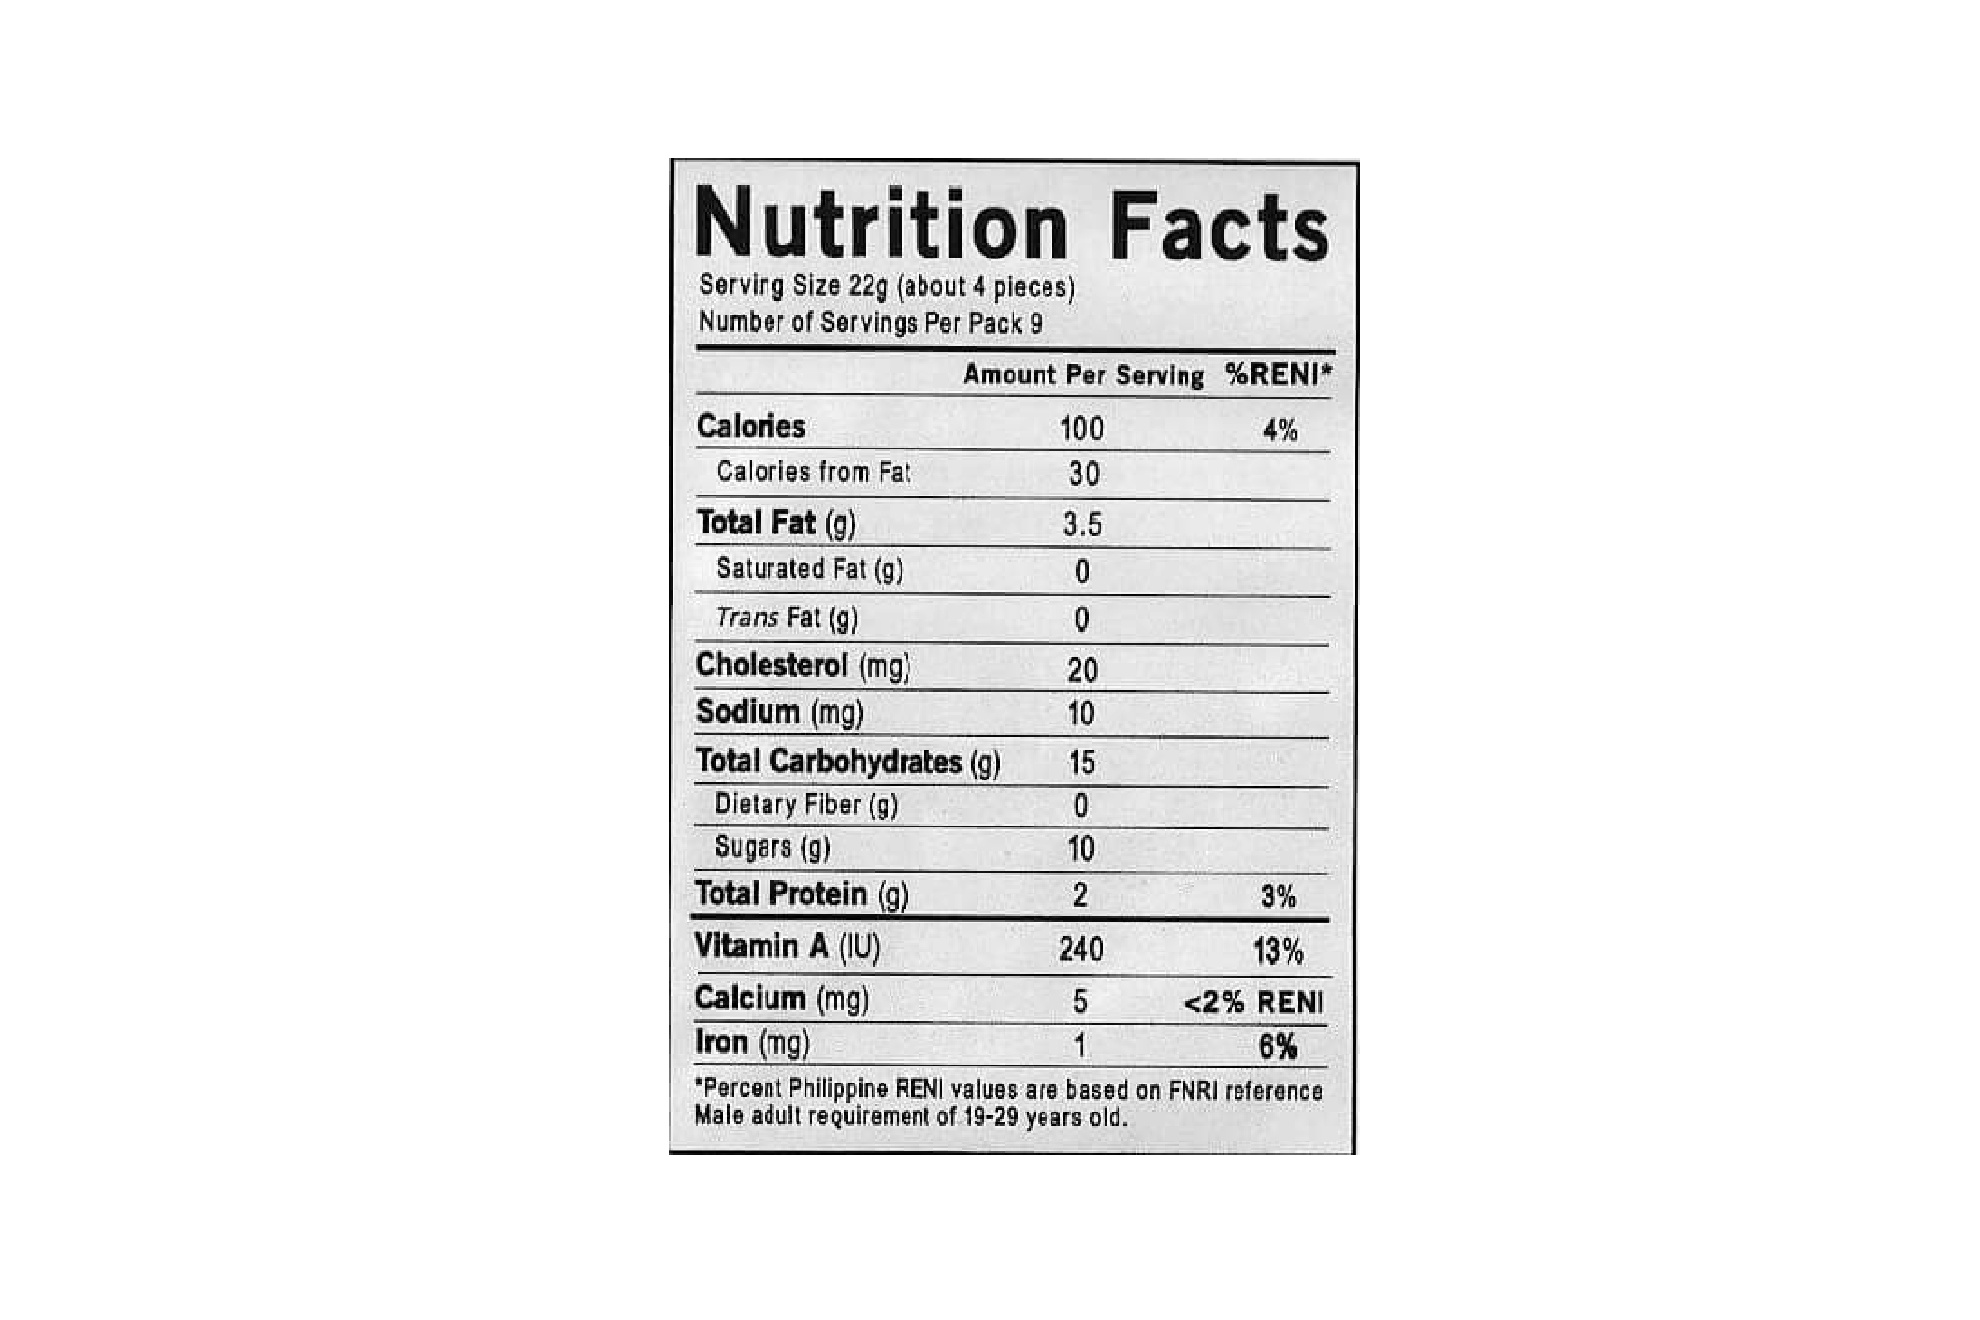 Nutrition Facts
Serving Size 22g (about 4 pieces)
Number of Servings Per Pack 9
Amount Per Serving %RENI*
Calories 100 4%
Calories from Fat 30
Total Fat (g) 3.5
Saturated Fat (g) 0
Trans Fat (g) 0
Cholesterol (mg) 20
Sodium (mg) 10
Total Carbohydrates (g) 15
Dietary Fiber (g) 0
Sugars (g) 10
Total Protein (g) 2 3%
Vitamin A (IU) 240 13%
Calcium (mg) 5 <2% RENI
Iron (mg) 1 6%
*Percent Philippine RENI values are based on FNRI reference
Male adult requirement of 19-29 years old.